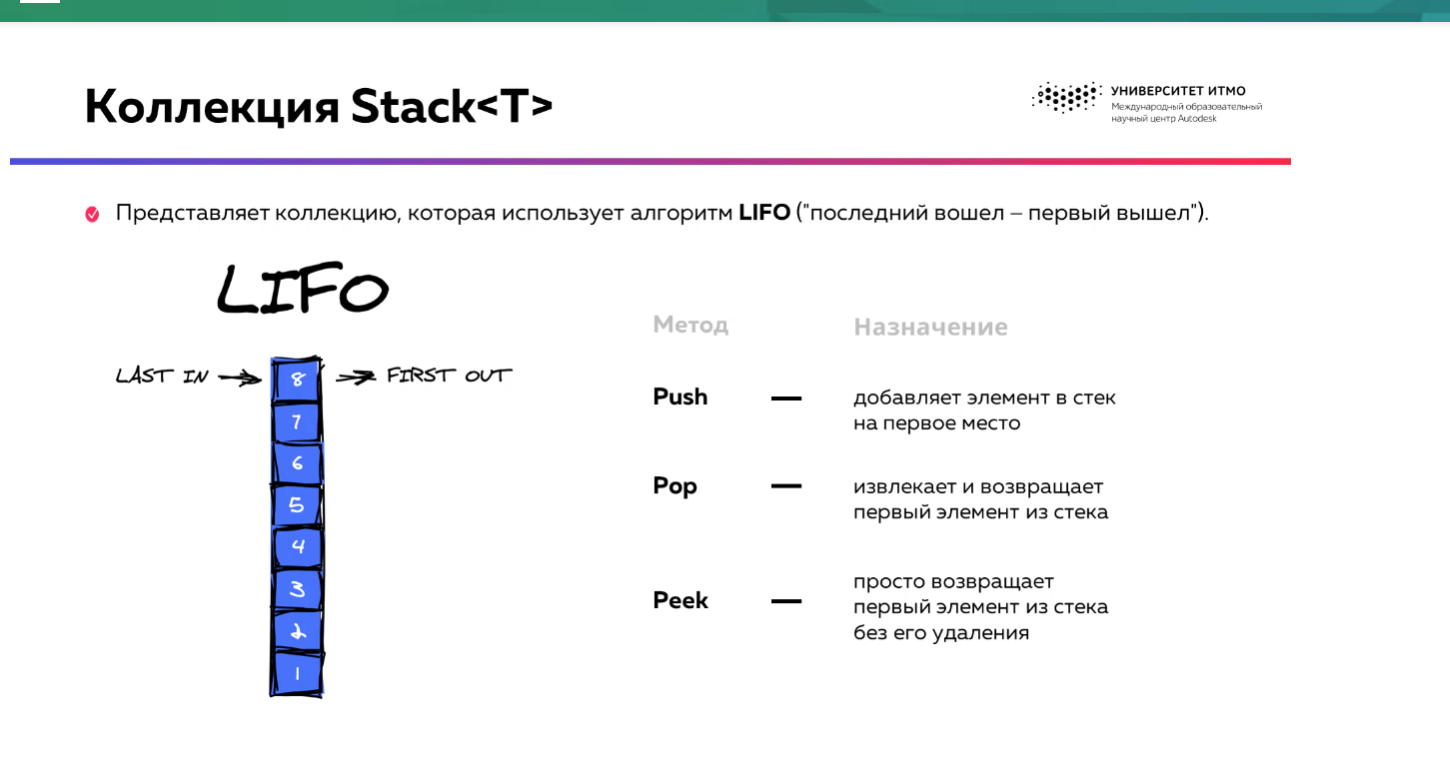 Коллекция Stack<T>
УНИВЕРСИТЕТ ИТМО
Международный образовательный
научный центр Autodesk
Представляет коллекцию, которая использует алгоритм LIFO ("последний вошел – первый вышел").
LIFO
LAST IN
FIRST OUT
8
7
6
5
4
3
2
1
Метод
Назначение
Push — добавляет элемент в стек
на первое место
Pop — извлекает и возвращает
первый элемент из стека
просто возвращает
Peek — первый элемент из стека
без его удаления